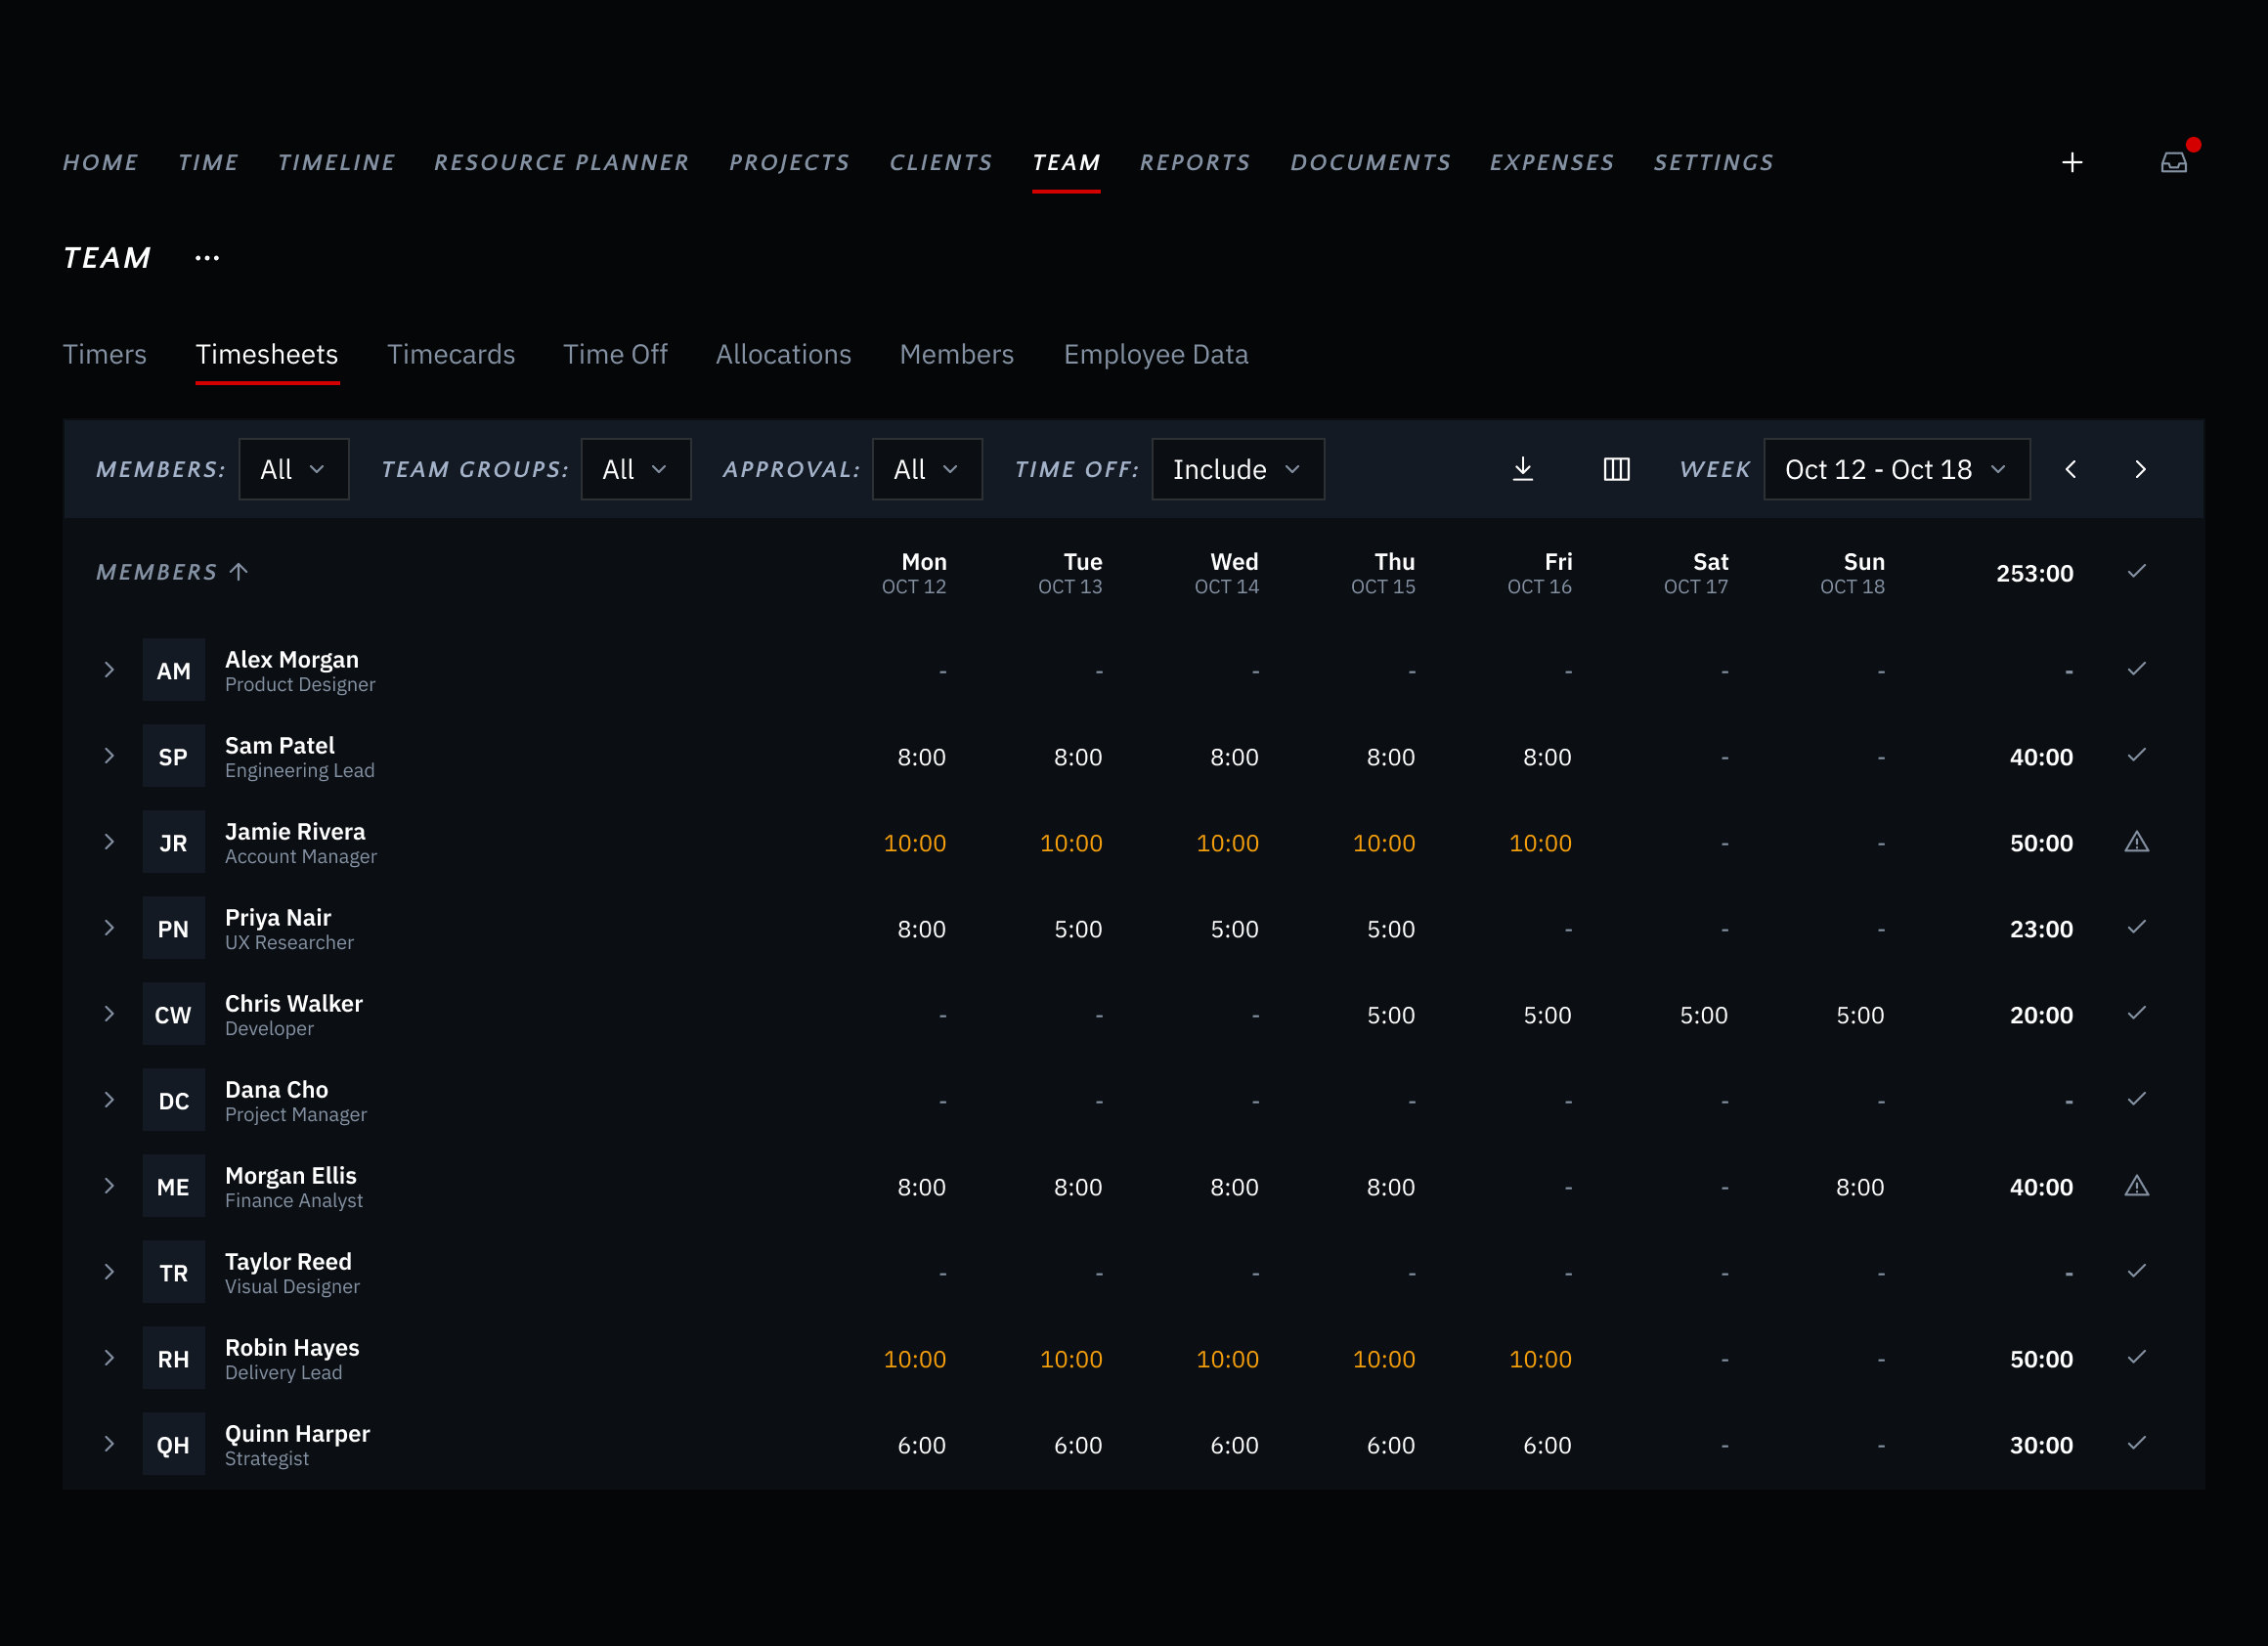 HOME TIME TIMELINE RESOURCE PLANNER PROJECTS CLIENTS TEAM REPORTS DOCUMENTS EXPENSES SETTINGS
TEAM ...
Timers Timesheets Timecards Time Off Allocations Members Employee Data
MEMBERS: All TEAM GROUPS: All APPROVAL: All TIME OFF: Include WEEK Oct 12 - Oct 18
MEMBERS Mon Tue Wed Thu Fri Sat Sun 253:00
OCT 12 OCT 13 OCT 14 OCT 15 OCT 16 OCT 17 OCT 18
AM Alex Morgan - - - - - - - -
Product Designer
SP Sam Patel 8:00 8:00 8:00 8:00 8:00 - - 40:00
Engineering Lead
JR Jamie Rivera 10:00 10:00 10:00 10:00 10:00 - - 50:00
Account Manager
PN Priya Nair 8:00 5:00 5:00 5:00 - - - 23:00
UX Researcher
CW Chris Walker - - - 5:00 5:00 5:00 5:00 20:00
Developer
DC Dana Cho - - - - - - - -
Project Manager
ME Morgan Ellis 8:00 8:00 8:00 8:00 - - 8:00 40:00
Finance Analyst
TR Taylor Reed - - - - - - - -
Visual Designer
RH Robin Hayes 10:00 10:00 10:00 10:00 10:00 - - 50:00
Delivery Lead
QH Quinn Harper 6:00 6:00 6:00 6:00 6:00 - - 30:00
Strategist